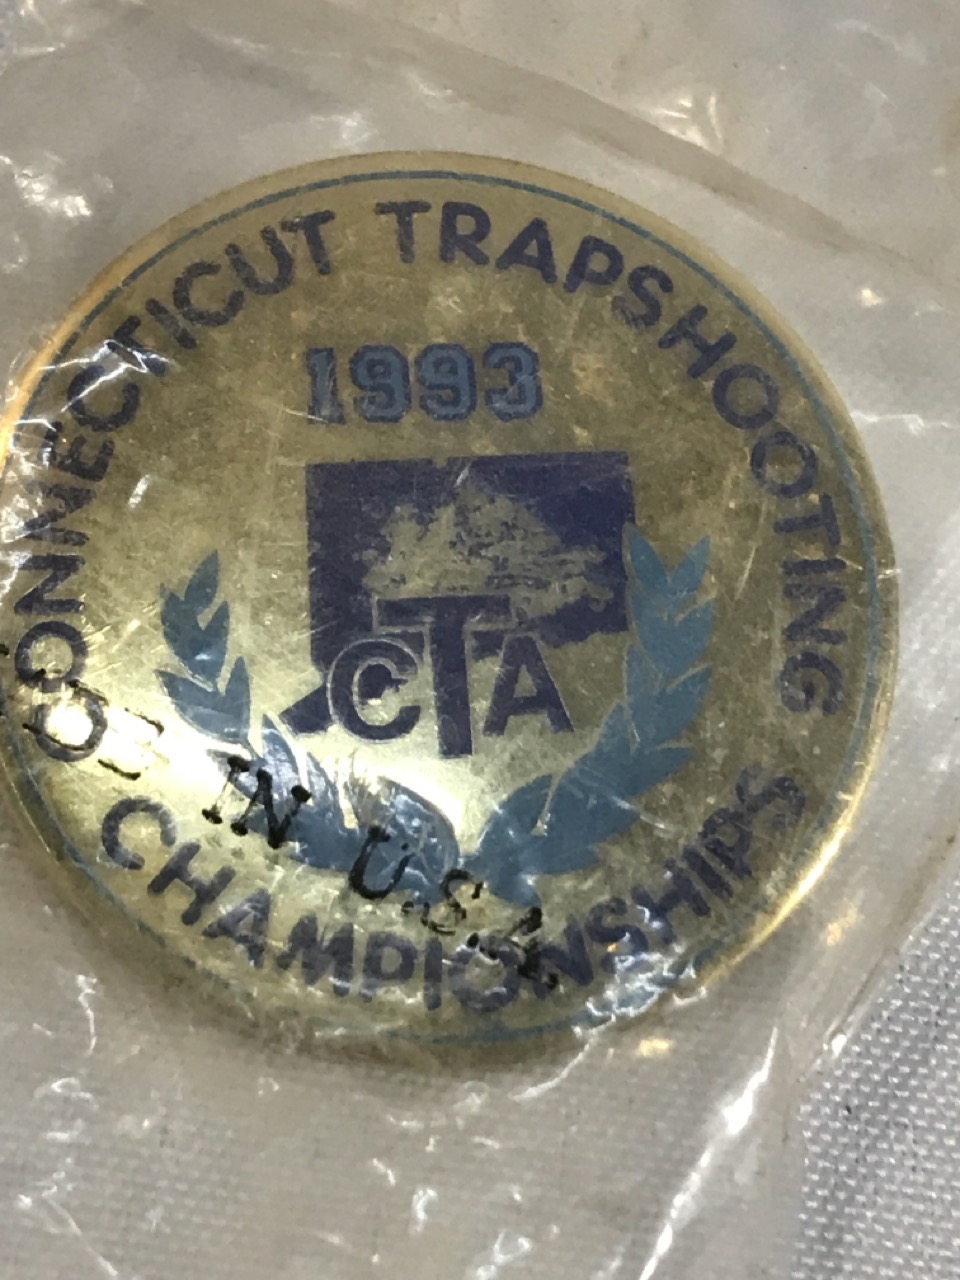 CONNECTICUT TRAPSHOOTING
1993
CTA
CHAMPIONSHIPS
IN U.S.A.